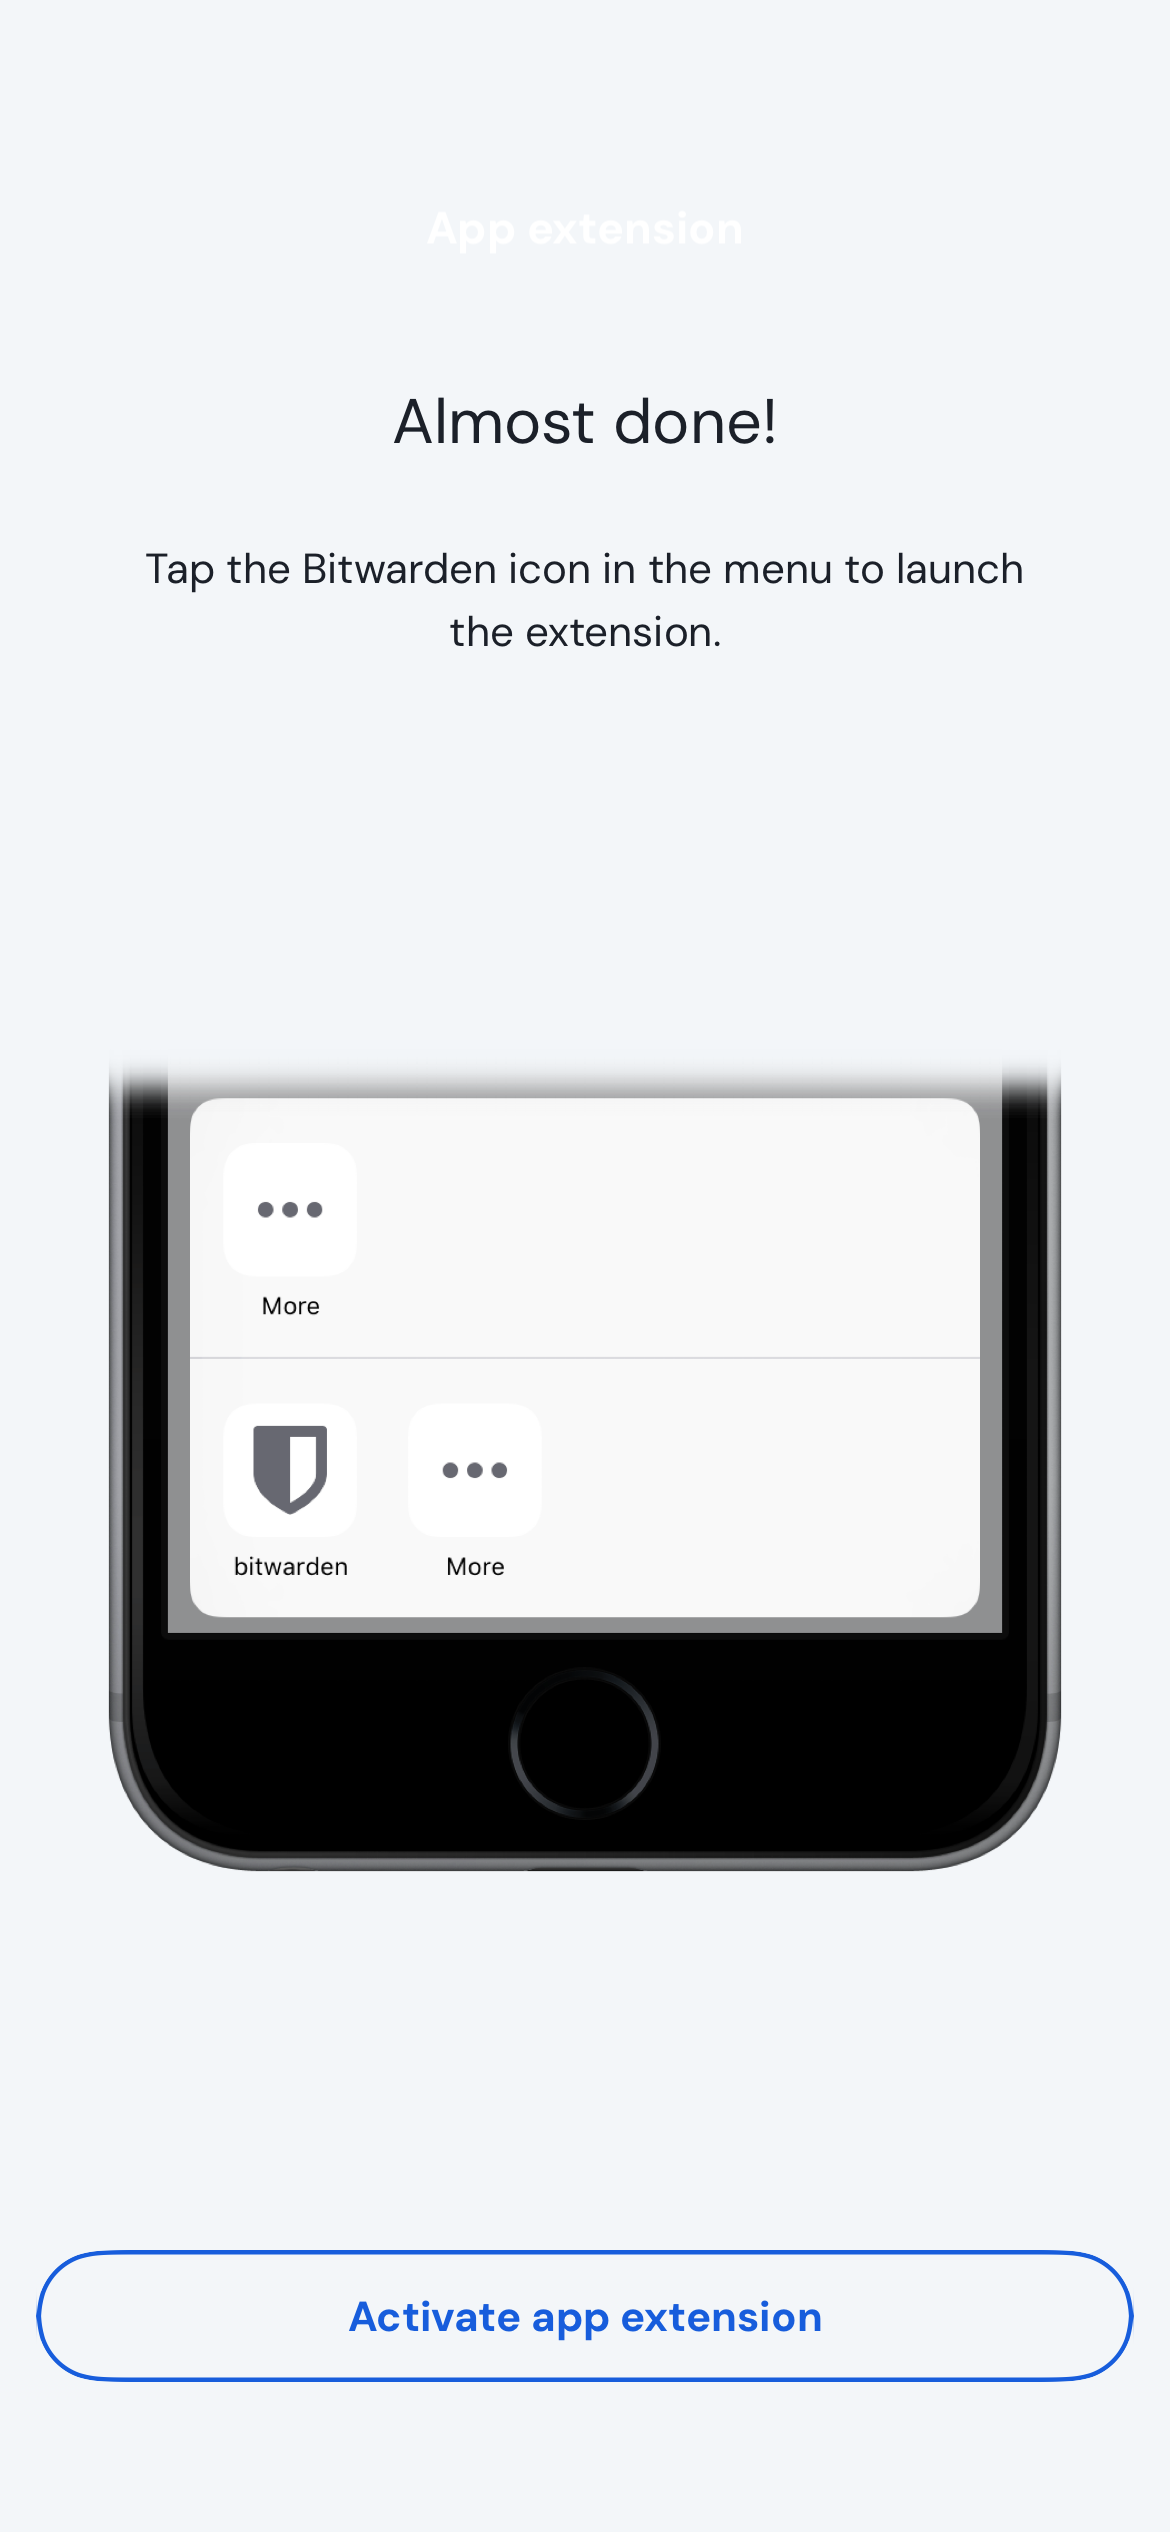 App extension
Almost done!
Tap the Bitwarden icon in the menu to launch
the extension.
More
bitwarden
More
Activate app extension